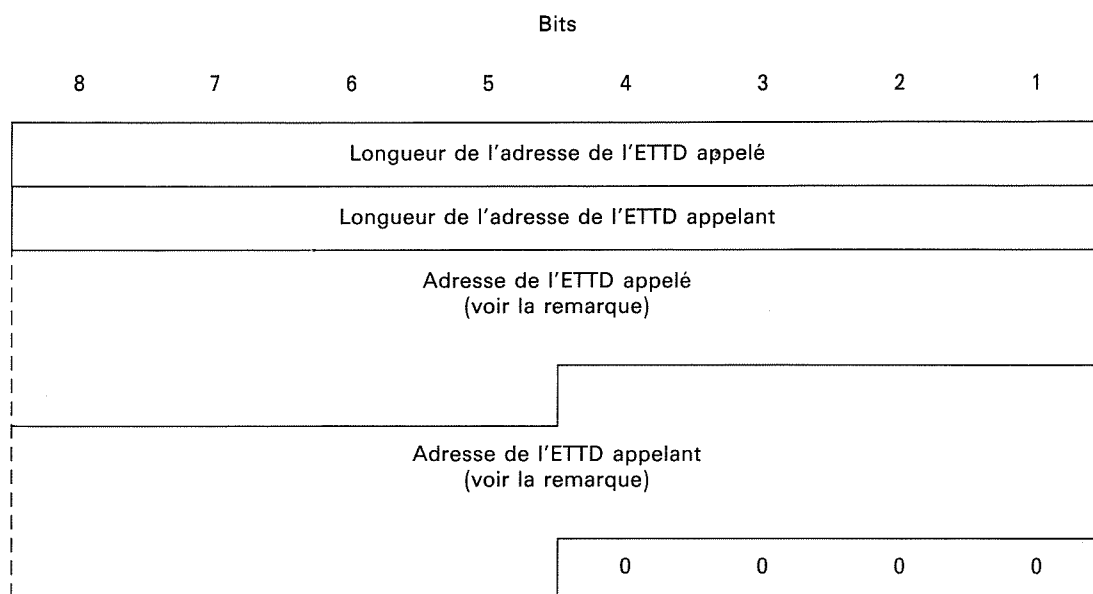 Bits
8 7 6 5 4 3 2 1
Longueur de l'adresse de l'ETTD appelé
Longueur de l'adresse de l'ETTD appelant
Adresse de l'ETTD appelé
(voir la remarque)
Adresse de l'ETTD appelant
(voir la remarque)
0 0 0 0